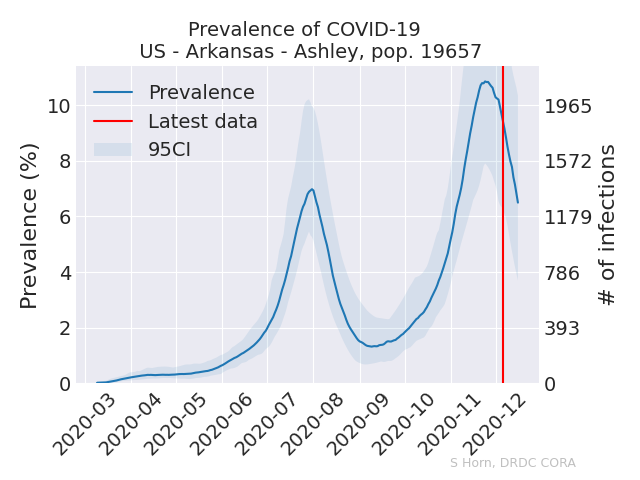 Prevalence of COVID-19
US - Arkansas - Ashley, pop. 19657
Prevalence
Latest data
95CI
Prevalence (%)
10
8
6
4
2
0
# of infections
1965
1572
1179
786
393
0
2020-03
2020-04
2020-05
2020-06
2020-07
2020-08
2020-09
2020-10
2020-11
2020-12
S Horn, DRDC CORA